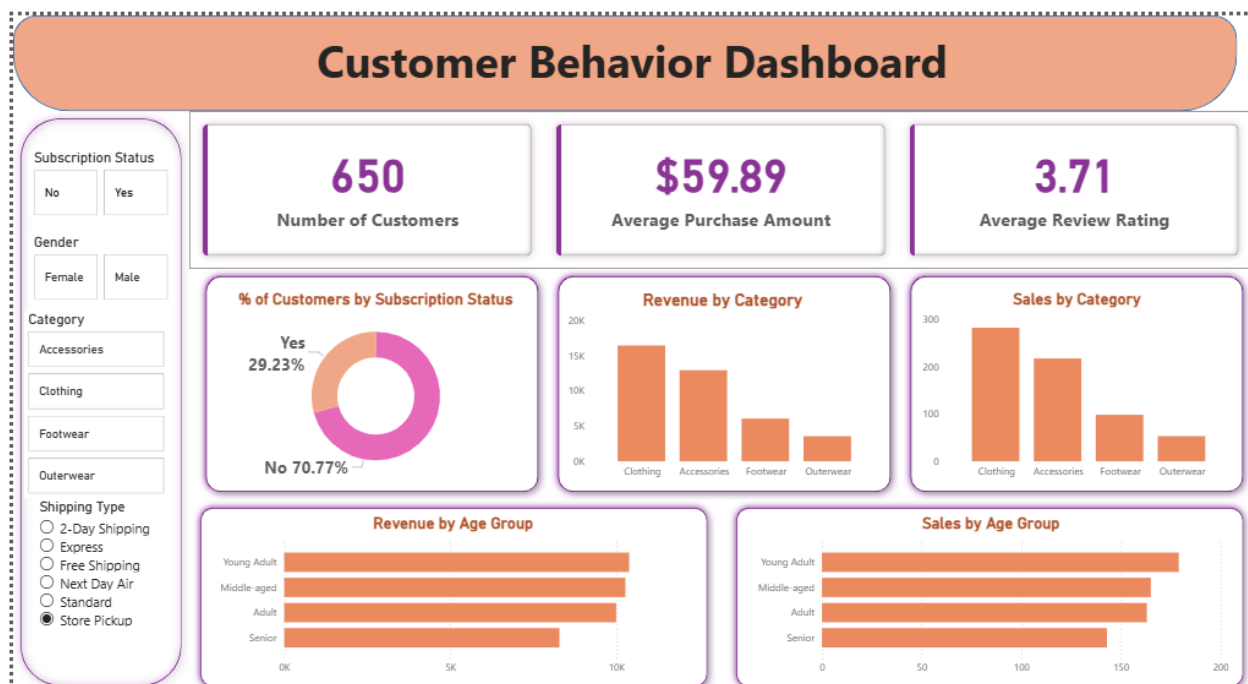 Customer Behavior Dashboard
Subscription Status
No Yes
Gender
Female Male
Category
Accessories
Clothing
Footwear
Outerwear
Shipping Type
2-Day Shipping
Express
Free Shipping
Next Day Air
Standard
Store Pickup
650
Number of Customers
$59.89
Average Purchase Amount
3.71
Average Review Rating
% of Customers by Subscription Status
Yes
29.23%
No 70.77%
Revenue by Category
20K
15K
10K
5K
0K
Clothing Accessories Footwear Outerwear
Sales by Category
300
200
100
0
Clothing Accessories Footwear Outerwear
Revenue by Age Group
Young Adult
Middle-aged
Adult
Senior
0K 5K 10K
Sales by Age Group
Young Adult
Middle-aged
Adult
Senior
0 50 100 150 200